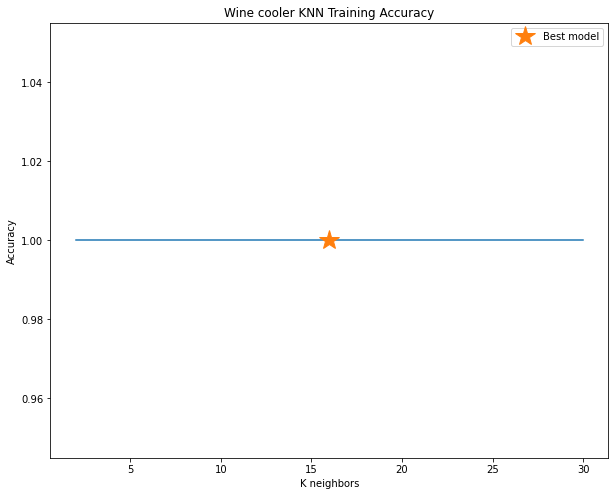 Wine cooler KNN Training Accuracy
Best model
1.04
1.02
1.00
0.98
0.96
Accuracy
5 10 15 20 25 30
K neighbors